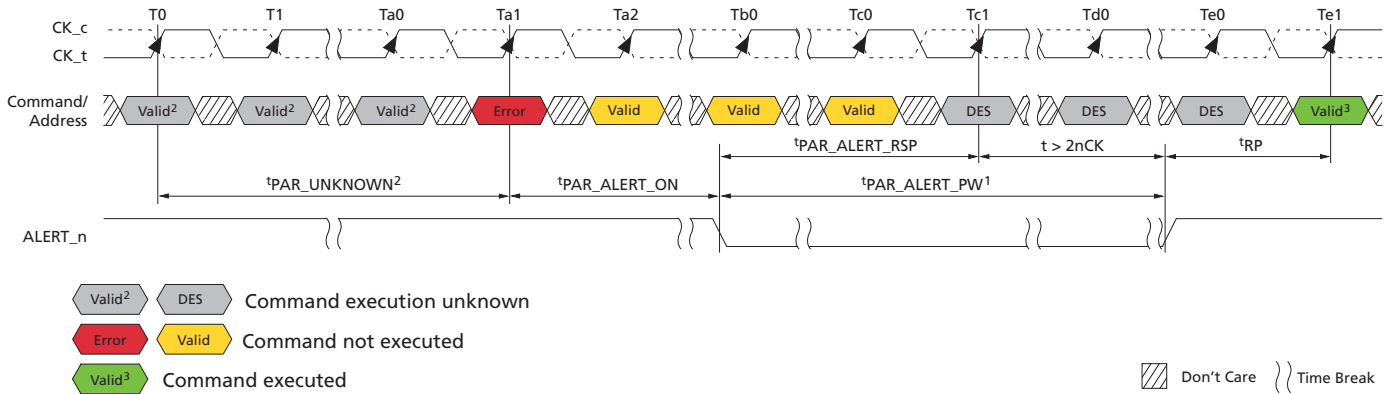 T0 T1 Ta0 Ta1 Ta2 Tb0 Tc0 Tc1 Td0 Te0 Te1
CK_c
CK_t
Command/
Address
Valid² Valid² Valid² Error Valid Valid Valid DES DES DES Valid³
tPAR_ALERT_RSP t > 2nCK tRP
tPAR_UNKNOWN² tPAR_ALERT_ON tPAR_ALERT_PW¹
ALERT_n
Valid² DES Command execution unknown
Error Valid Command not executed
Valid³ Command executed
Don't Care Time Break